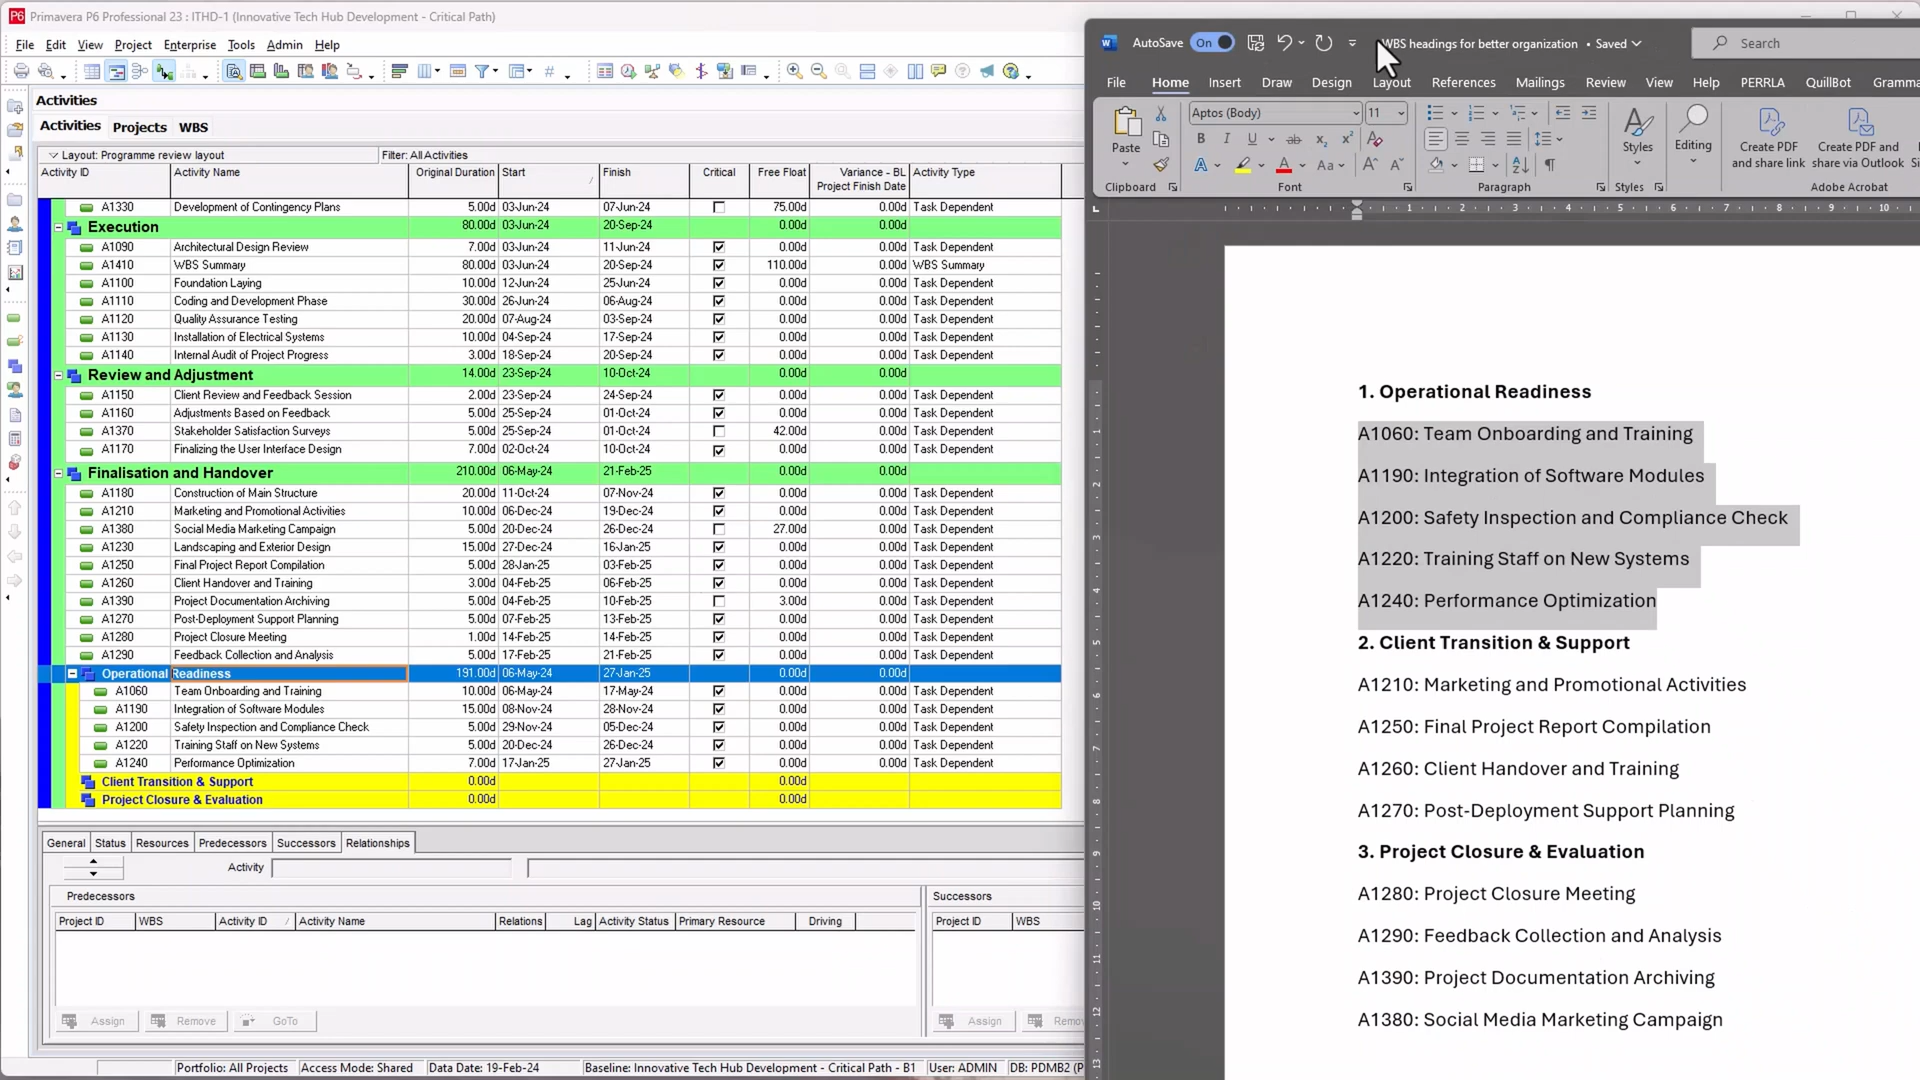 Primavera P6 Professional 23 : ITHD-1 (Innovative Tech Hub Development - Critical Path)
File Edit View Project Enterprise Tools Admin Help
Activities
Activities Projects WBS
Layout: Programme review layout Filter: All Activities
Activity ID Activity Name Original Duration Start Finish Critical Free Float Variance - BL Project Finish Date Activity Type
A1330 Development of Contingency Plans 5.00d 03-Jun-24 07-Jun-24 75.00d 0.00d Task Dependent
Execution 80.00d 03-Jun-24 20-Sep-24 0.00d 0.00d
A1090 Architectural Design Review 7.00d 03-Jun-24 11-Jun-24 0.00d 0.00d Task Dependent
A1410 WBS Summary 80.00d 03-Jun-24 20-Sep-24 110.00d 0.00d WBS Summary
A1100 Foundation Laying 10.00d 12-Jun-24 25-Jun-24 0.00d 0.00d Task Dependent
A1110 Coding and Development Phase 30.00d 26-Jun-24 06-Aug-24 0.00d 0.00d Task Dependent
A1120 Quality Assurance Testing 20.00d 07-Aug-24 03-Sep-24 0.00d 0.00d Task Dependent
A1130 Installation of Electrical Systems 10.00d 04-Sep-24 17-Sep-24 0.00d 0.00d Task Dependent
A1140 Internal Audit of Project Progress 3.00d 18-Sep-24 20-Sep-24 0.00d 0.00d Task Dependent
Review and Adjustment 14.00d 23-Sep-24 10-Oct-24 0.00d 0.00d
A1150 Client Review and Feedback Session 2.00d 23-Sep-24 24-Sep-24 0.00d 0.00d Task Dependent
A1160 Adjustments Based on Feedback 5.00d 25-Sep-24 01-Oct-24 0.00d 0.00d Task Dependent
A1370 Stakeholder Satisfaction Surveys 5.00d 25-Sep-24 01-Oct-24 42.00d 0.00d Task Dependent
A1170 Finalizing the User Interface Design 7.00d 02-Oct-24 10-Oct-24 0.00d 0.00d Task Dependent
Finalisation and Handover 210.00d 06-May-24 21-Feb-25 0.00d 0.00d
A1180 Construction of Main Structure 20.00d 11-Oct-24 07-Nov-24 0.00d 0.00d Task Dependent
A1210 Marketing and Promotional Activities 10.00d 06-Dec-24 19-Dec-24 0.00d 0.00d Task Dependent
A1380 Social Media Marketing Campaign 5.00d 20-Dec-24 26-Dec-24 27.00d 0.00d Task Dependent
A1230 Landscaping and Exterior Design 15.00d 27-Dec-24 16-Jan-25 0.00d 0.00d Task Dependent
A1250 Final Project Report Compilation 5.00d 28-Jan-25 03-Feb-25 0.00d 0.00d Task Dependent
A1260 Client Handover and Training 3.00d 04-Feb-25 06-Feb-25 0.00d 0.00d Task Dependent
A1390 Project Documentation Archiving 5.00d 04-Feb-25 10-Feb-25 3.00d 0.00d Task Dependent
A1270 Post-Deployment Support Planning 5.00d 07-Feb-25 13-Feb-25 0.00d 0.00d Task Dependent
A1280 Project Closure Meeting 1.00d 14-Feb-25 14-Feb-25 0.00d 0.00d Task Dependent
A1290 Feedback Collection and Analysis 5.00d 17-Feb-25 21-Feb-25 0.00d 0.00d Task Dependent
Operational Readiness 191.00d 06-May-24 27-Jan-25 0.00d 0.00d
A1060 Team Onboarding and Training 10.00d 06-May-24 17-May-24 0.00d 0.00d Task Dependent
A1190 Integration of Software Modules 15.00d 08-Nov-24 28-Nov-24 0.00d 0.00d Task Dependent
A1200 Safety Inspection and Compliance Check 5.00d 29-Nov-24 05-Dec-24 0.00d 0.00d Task Dependent
A1220 Training Staff on New Systems 5.00d 20-Dec-24 26-Dec-24 0.00d 0.00d Task Dependent
A1240 Performance Optimization 7.00d 17-Jan-25 27-Jan-25 0.00d 0.00d Task Dependent
Client Transition & Support 0.00d 0.00d
Project Closure & Evaluation 0.00d 0.00d
General Status Resources Predecessors Successors Relationships
Activity
Predecessors Successors
Project ID WBS Activity ID Activity Name Relations Lag Activity Status Primary Resource Driving Project ID WBS
Assign Remove GoTo Assign Remov
Portfolio: All Projects Access Mode: Shared Data Date: 19-Feb-24 Baseline: Innovative Tech Hub Development - Critical Path - B1 User: ADMIN DB: PDMB2 (P
AutoSave On WBS headings for better organization • Saved Search
File Home Insert Draw Design Layout References Mailings Review View Help PERRLA QuillBot Gramma
Aptos (Body) 11
Paste Styles Editing Create PDF and share link Create PDF and share via Outlook
Clipboard Font Paragraph Styles Adobe Acrobat
1 2 3 4 5 6 7 8 9 10
1. Operational Readiness
A1060: Team Onboarding and Training
A1190: Integration of Software Modules
A1200: Safety Inspection and Compliance Check
A1220: Training Staff on New Systems
A1240: Performance Optimization
2. Client Transition & Support
A1210: Marketing and Promotional Activities
A1250: Final Project Report Compilation
A1260: Client Handover and Training
A1270: Post-Deployment Support Planning
3. Project Closure & Evaluation
A1280: Project Closure Meeting
A1290: Feedback Collection and Analysis
A1390: Project Documentation Archiving
A1380: Social Media Marketing Campaign